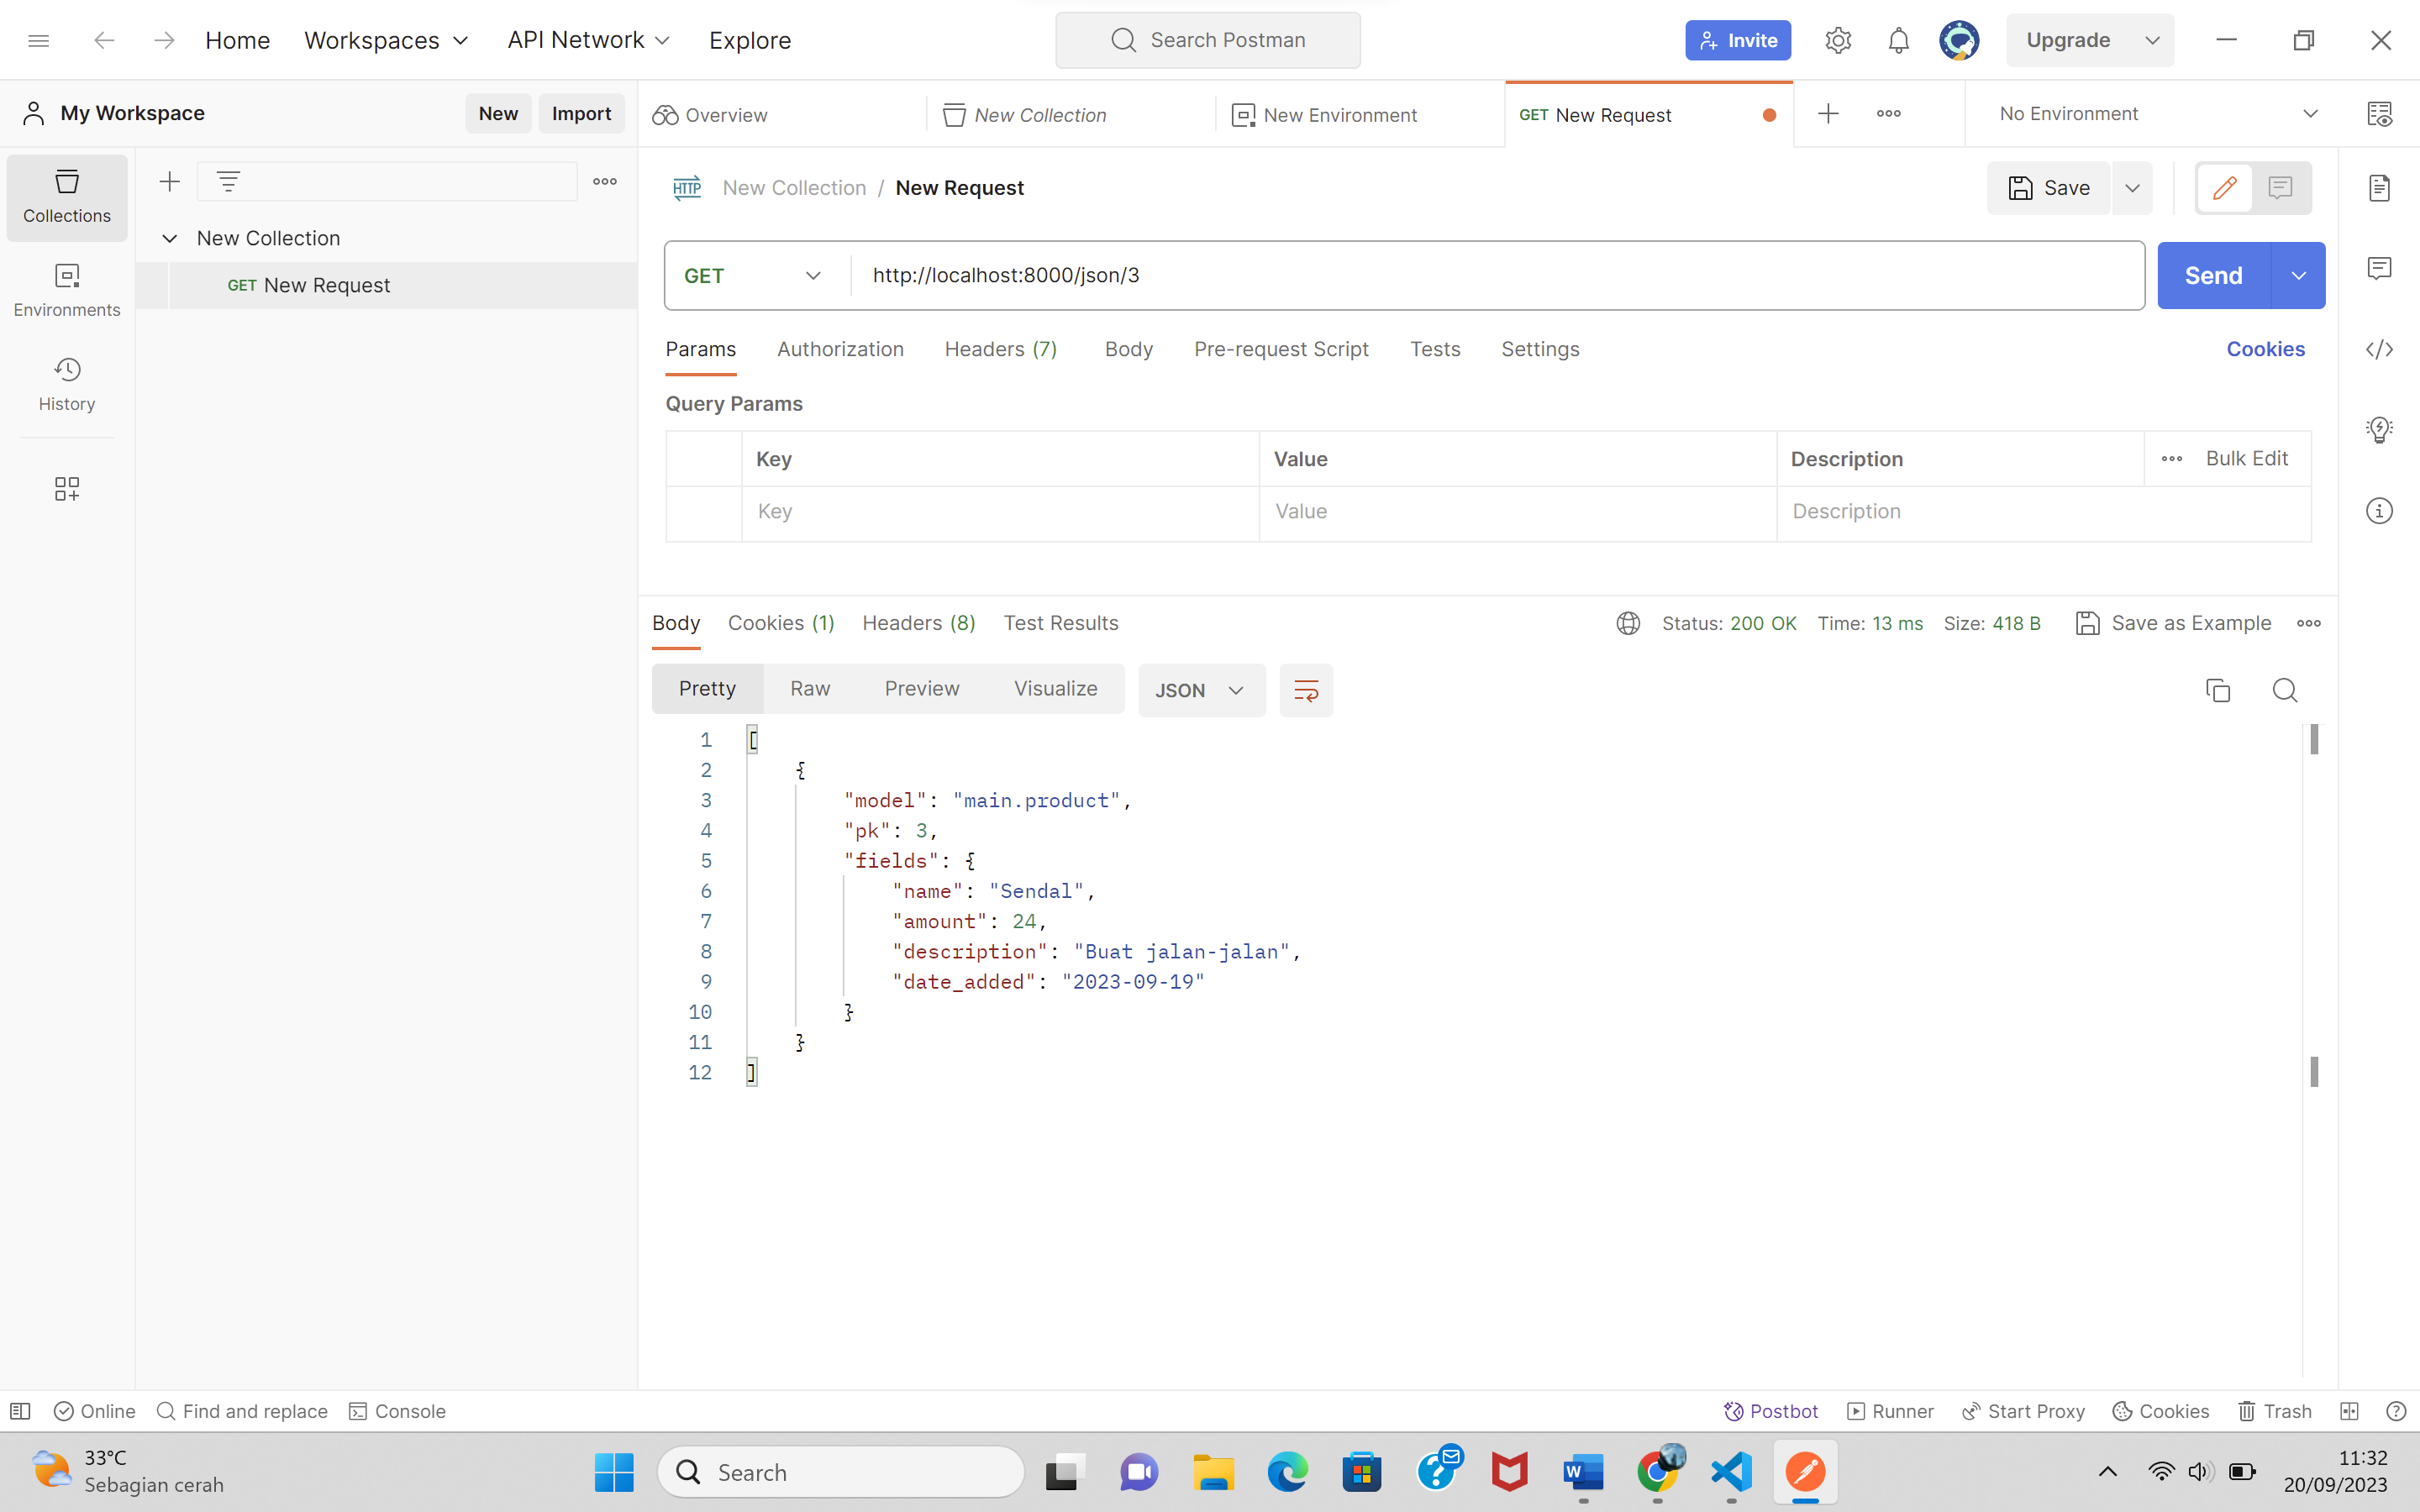 Home Workspaces API Network Explore Search Postman Invite Upgrade
My Workspace New Import Overview New Collection New Environment GET New Request No Environment
Collections
Environments
History
New Collection
GET New Request
HTTP New Collection / New Request Save
GET http://localhost:8000/json/3 Send
Params Authorization Headers (7) Body Pre-request Script Tests Settings Cookies
Query Params
Key Value Description Bulk Edit
Key Value Description
Body Cookies (1) Headers (8) Test Results Status: 200 OK Time: 13 ms Size: 418 B Save as Example
Pretty Raw Preview Visualize JSON
1 [
2 {
3 "model": "main.product",
4 "pk": 3,
5 "fields": {
6 "name": "Sendal",
7 "amount": 24,
8 "description": "Buat jalan-jalan",
9 "date_added": "2023-09-19"
10 }
11 }
12 ]
Online Find and replace Console Postbot Runner Start Proxy Cookies Trash
33°C
Sebagian cerah
Search
W
11:32
20/09/2023